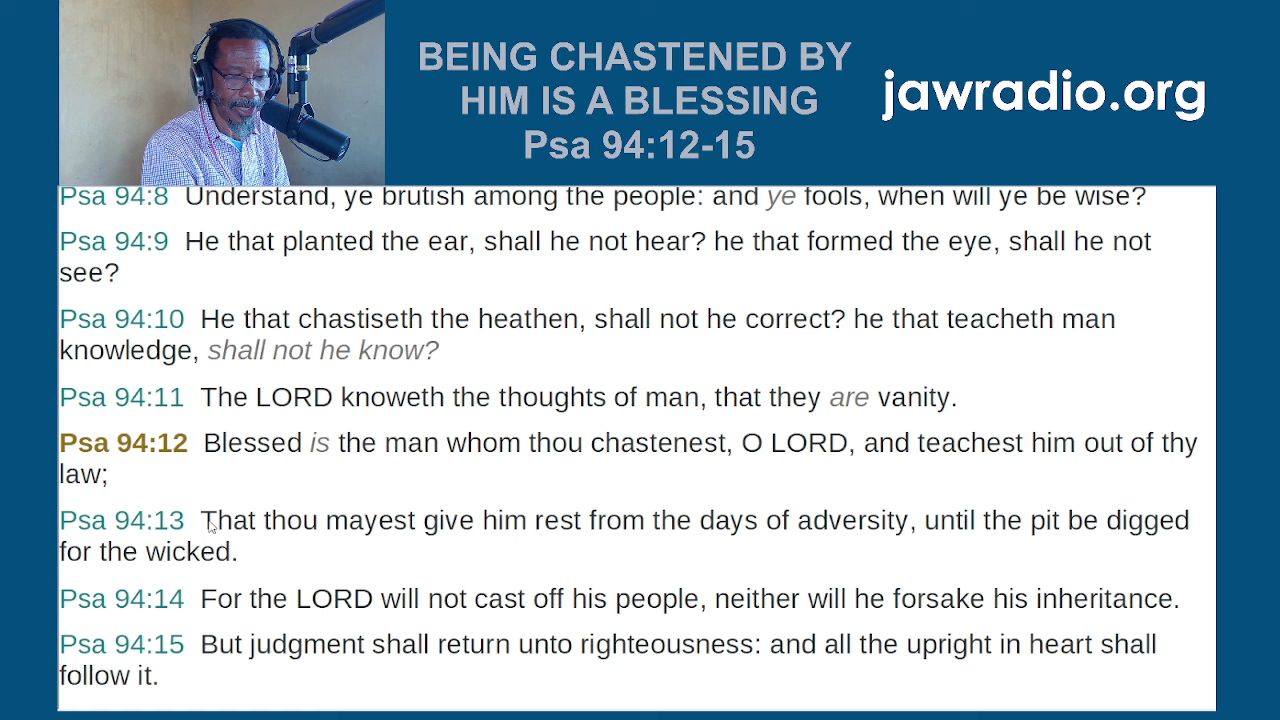 BEING CHASTENED BY
HIM IS A BLESSING
Psa 94:12-15
jawradio.org
Psa 94:8 Understand, ye brutish among the people: and ye fools, when will ye be wise?
Psa 94:9 He that planted the ear, shall he not hear? he that formed the eye, shall he not
see?
Psa 94:10 He that chastiseth the heathen, shall not he correct? he that teacheth man
knowledge, shall not he know?
Psa 94:11 The LORD knoweth the thoughts of man, that they are vanity.
Psa 94:12 Blessed is the man whom thou chastenest, O LORD, and teachest him out of thy
law;
Psa 94:13 That thou mayest give him rest from the days of adversity, until the pit be digged
for the wicked.
Psa 94:14 For the LORD will not cast off his people, neither will he forsake his inheritance.
Psa 94:15 But judgment shall return unto righteousness: and all the upright in heart shall
follow it.